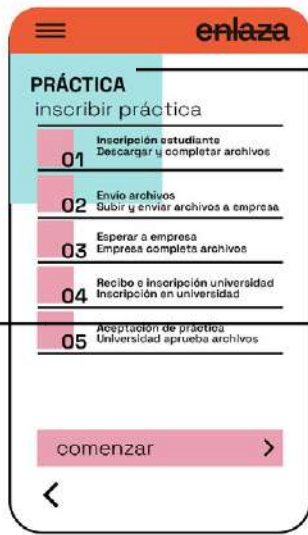 enlaza
PRÁCTICA
inscribir práctica
01
Inscripción estudiante
Descargar y completar archivos
02
Envio archivos
Subir y enviar archivos a empresa
03
Esperar a empresa
Empresa completa archivos
04
Recibo e inscripción universidad
Inscripción en universidad
05
Aceptación de práctica
Universidad aprueba archivos
comenzar